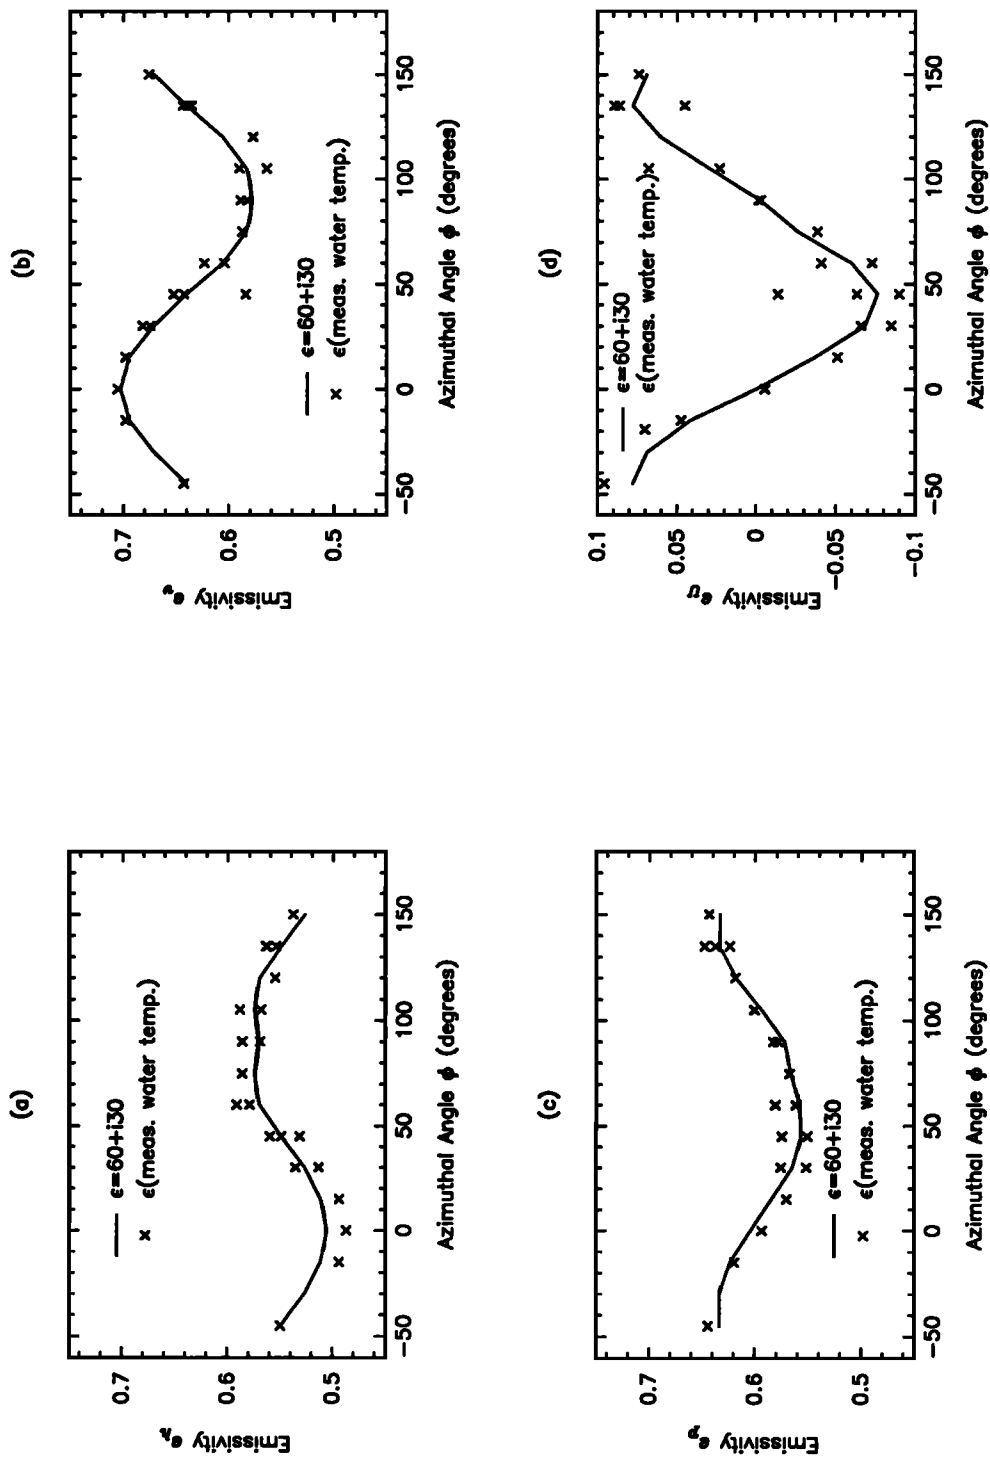 (a)
0.7
0.6
0.5
Emissivity e_h
ϵ=60+i30
ϵ(meas. water temp.)
−50
0
50
100
150
Azimuthal Angle ϕ (degrees)
(b)
0.7
0.6
0.5
Emissivity e_v
ϵ=60+i30
ϵ(meas. water temp.)
−50
0
50
100
150
Azimuthal Angle ϕ (degrees)
(c)
0.7
0.6
0.5
Emissivity e_p
ϵ=60+i30
ϵ(meas. water temp.)
−50
0
50
100
150
Azimuthal Angle ϕ (degrees)
(d)
0.1
0.05
0
−0.05
−0.1
Emissivity e_U
ϵ=60+i30
ϵ(meas. water temp.)
−50
0
50
100
150
Azimuthal Angle ϕ (degrees)